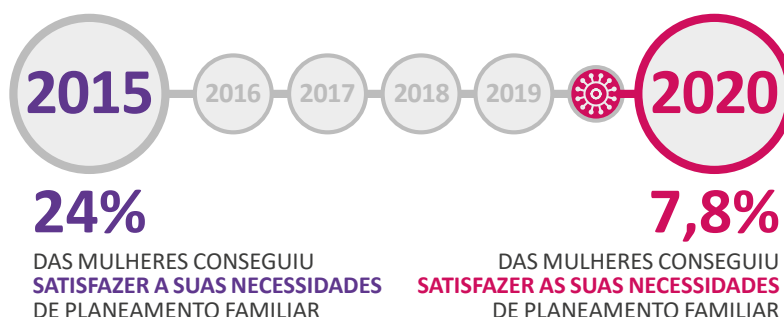 2015 2016 2017 2018 2019 2020
24%
DAS MULHERES CONSEGUIU
SATISFAZER A SUAS NECESSIDADES
DE PLANEAMENTO FAMILIAR
7,8%
DAS MULHERES CONSEGUIU
SATISFAZER AS SUAS NECESSIDADES
DE PLANEAMENTO FAMILIAR